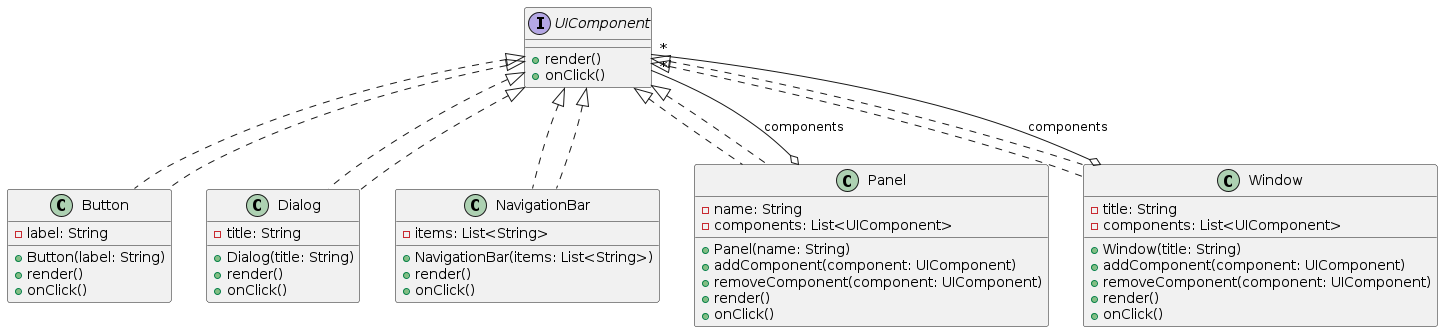 I UIComponent
render()
onClick()
*
*
components
components
C Button
label: String
Button(label: String)
render()
onClick()
C Dialog
title: String
Dialog(title: String)
render()
onClick()
C NavigationBar
items: List<String>
NavigationBar(items: List<String>)
render()
onClick()
C Panel
name: String
components: List<UIComponent>
Panel(name: String)
addComponent(component: UIComponent)
removeComponent(component: UIComponent)
render()
onClick()
C Window
title: String
components: List<UIComponent>
Window(title: String)
addComponent(component: UIComponent)
removeComponent(component: UIComponent)
render()
onClick()